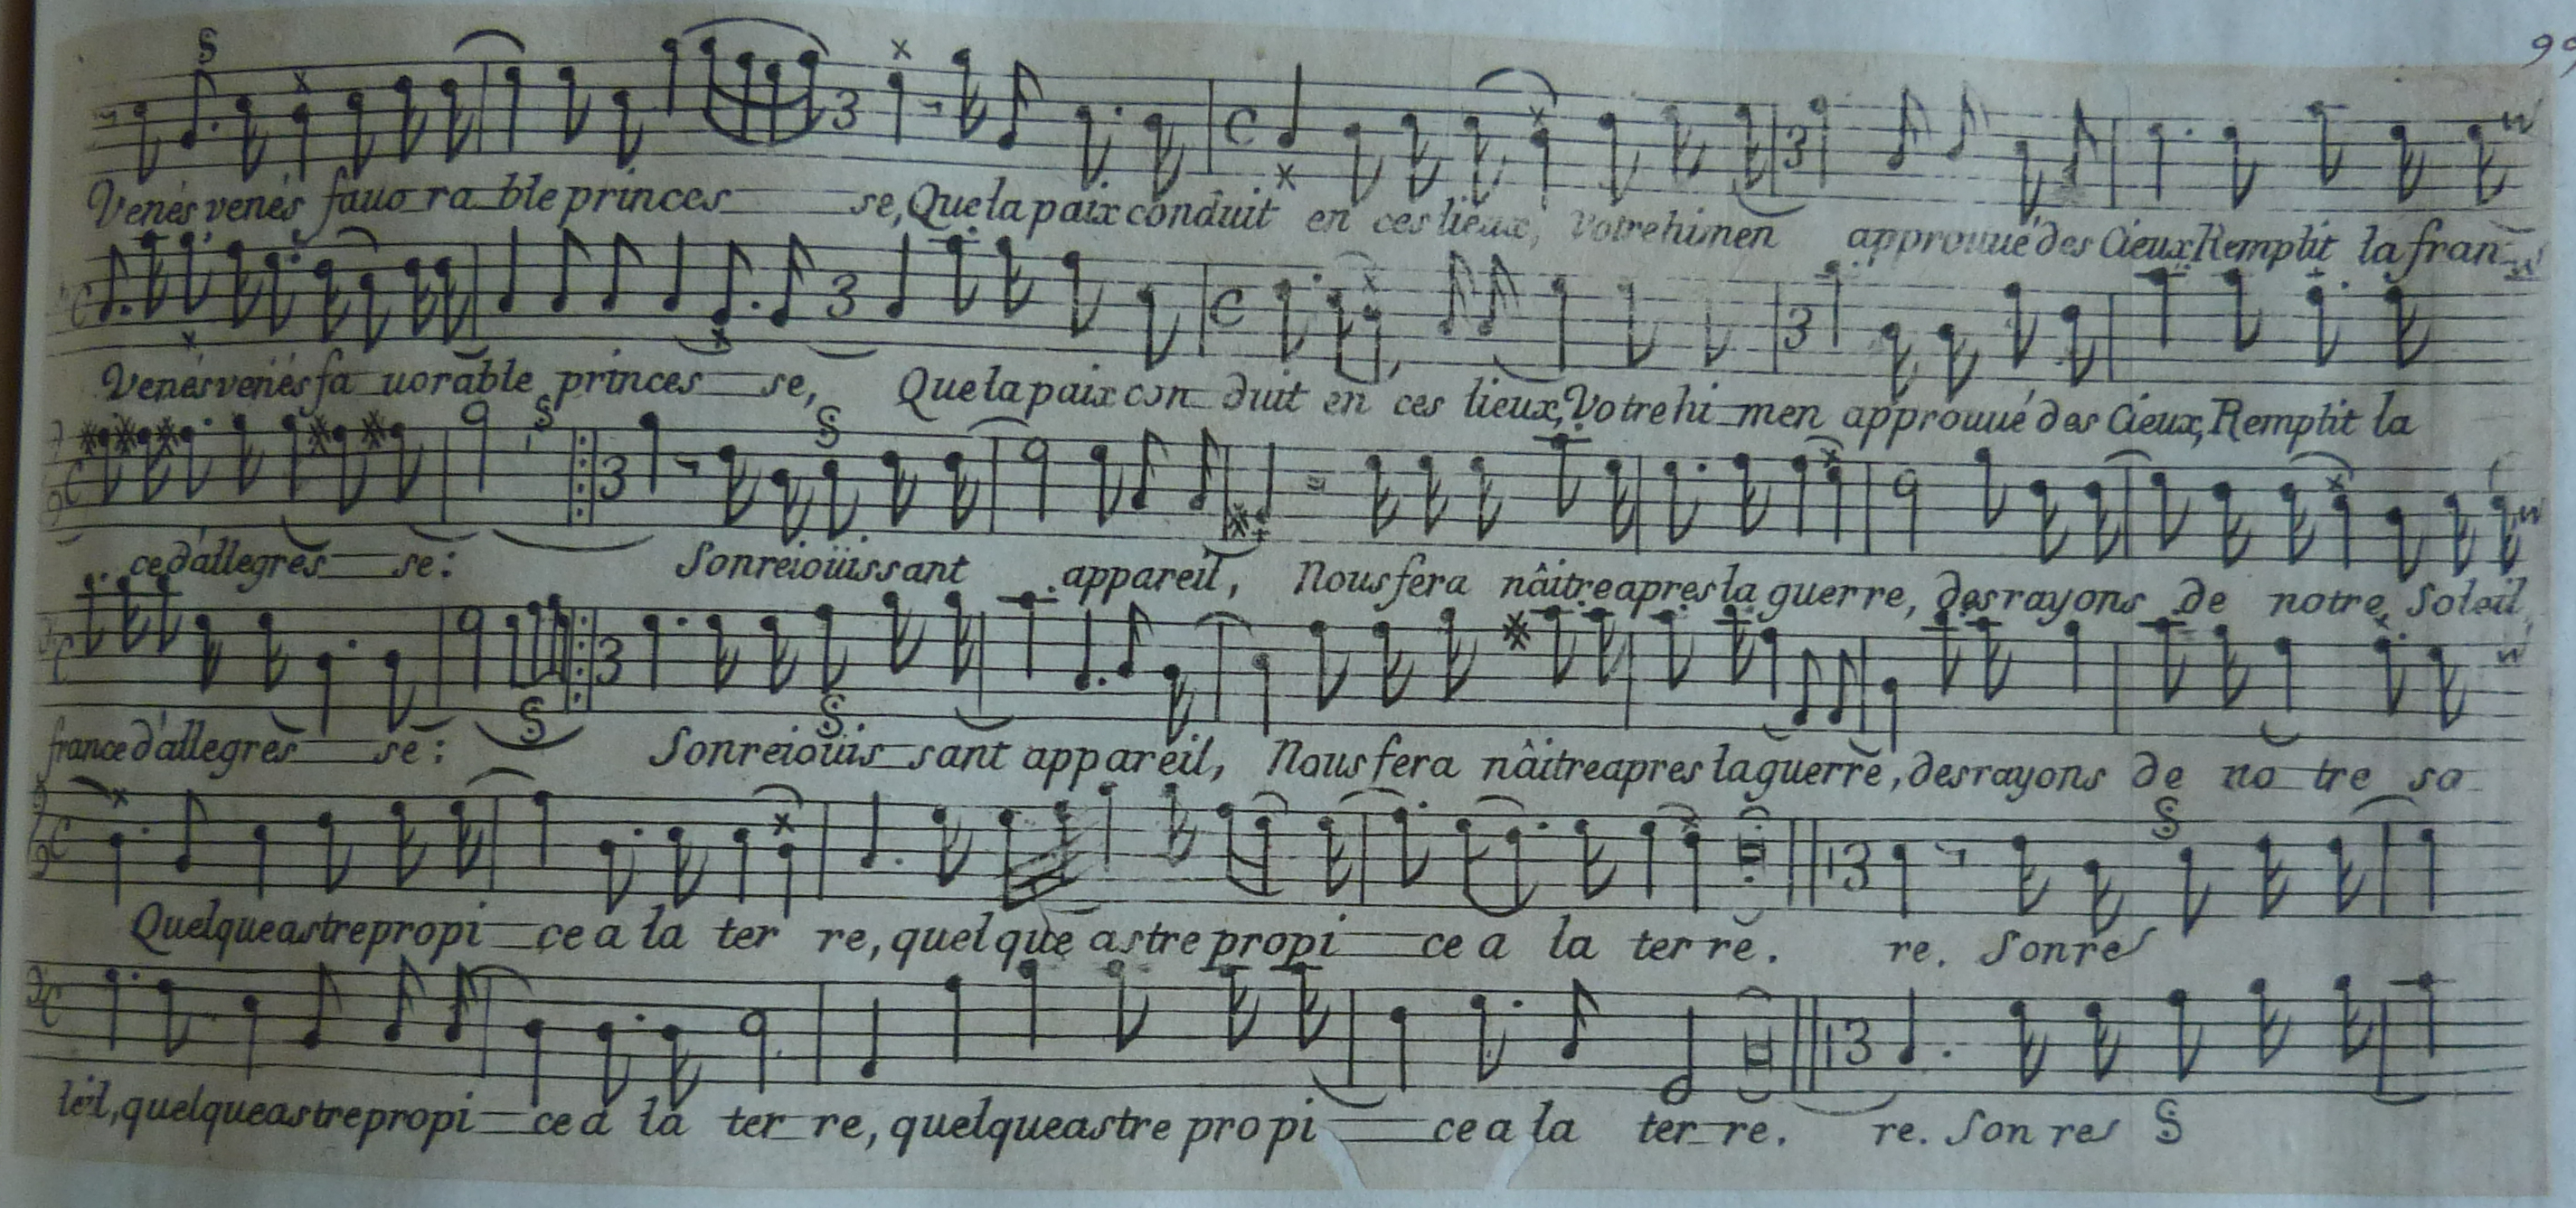 99
Venés venés fauo_ra_ble princes___se, Que la paix conduit en ces lieux, Votre himen approuué des Cieux Remplit la fran_
Venés venés fa_uorable princes___se, Que la paix con_duit en ces lieux, Votre hi_men approuué des Cieux, Remplit la
ce d'allegres___se: Son reioüissant appareil, Nous fera nâitre apres la guerre, des rayons de notre Soleil,
france d'allegres___se: Son reioüis_sant appareil, Nous fera nâitre apres la guerre, des rayons de no_tre so_
Quelque astre propi___ce a la ter re, quelque astre propi___ce a la ter re. re. Son res
leil, quelque astre propi___ce a la ter_re, quelque astre propi___ce a la ter_re. re. Son res